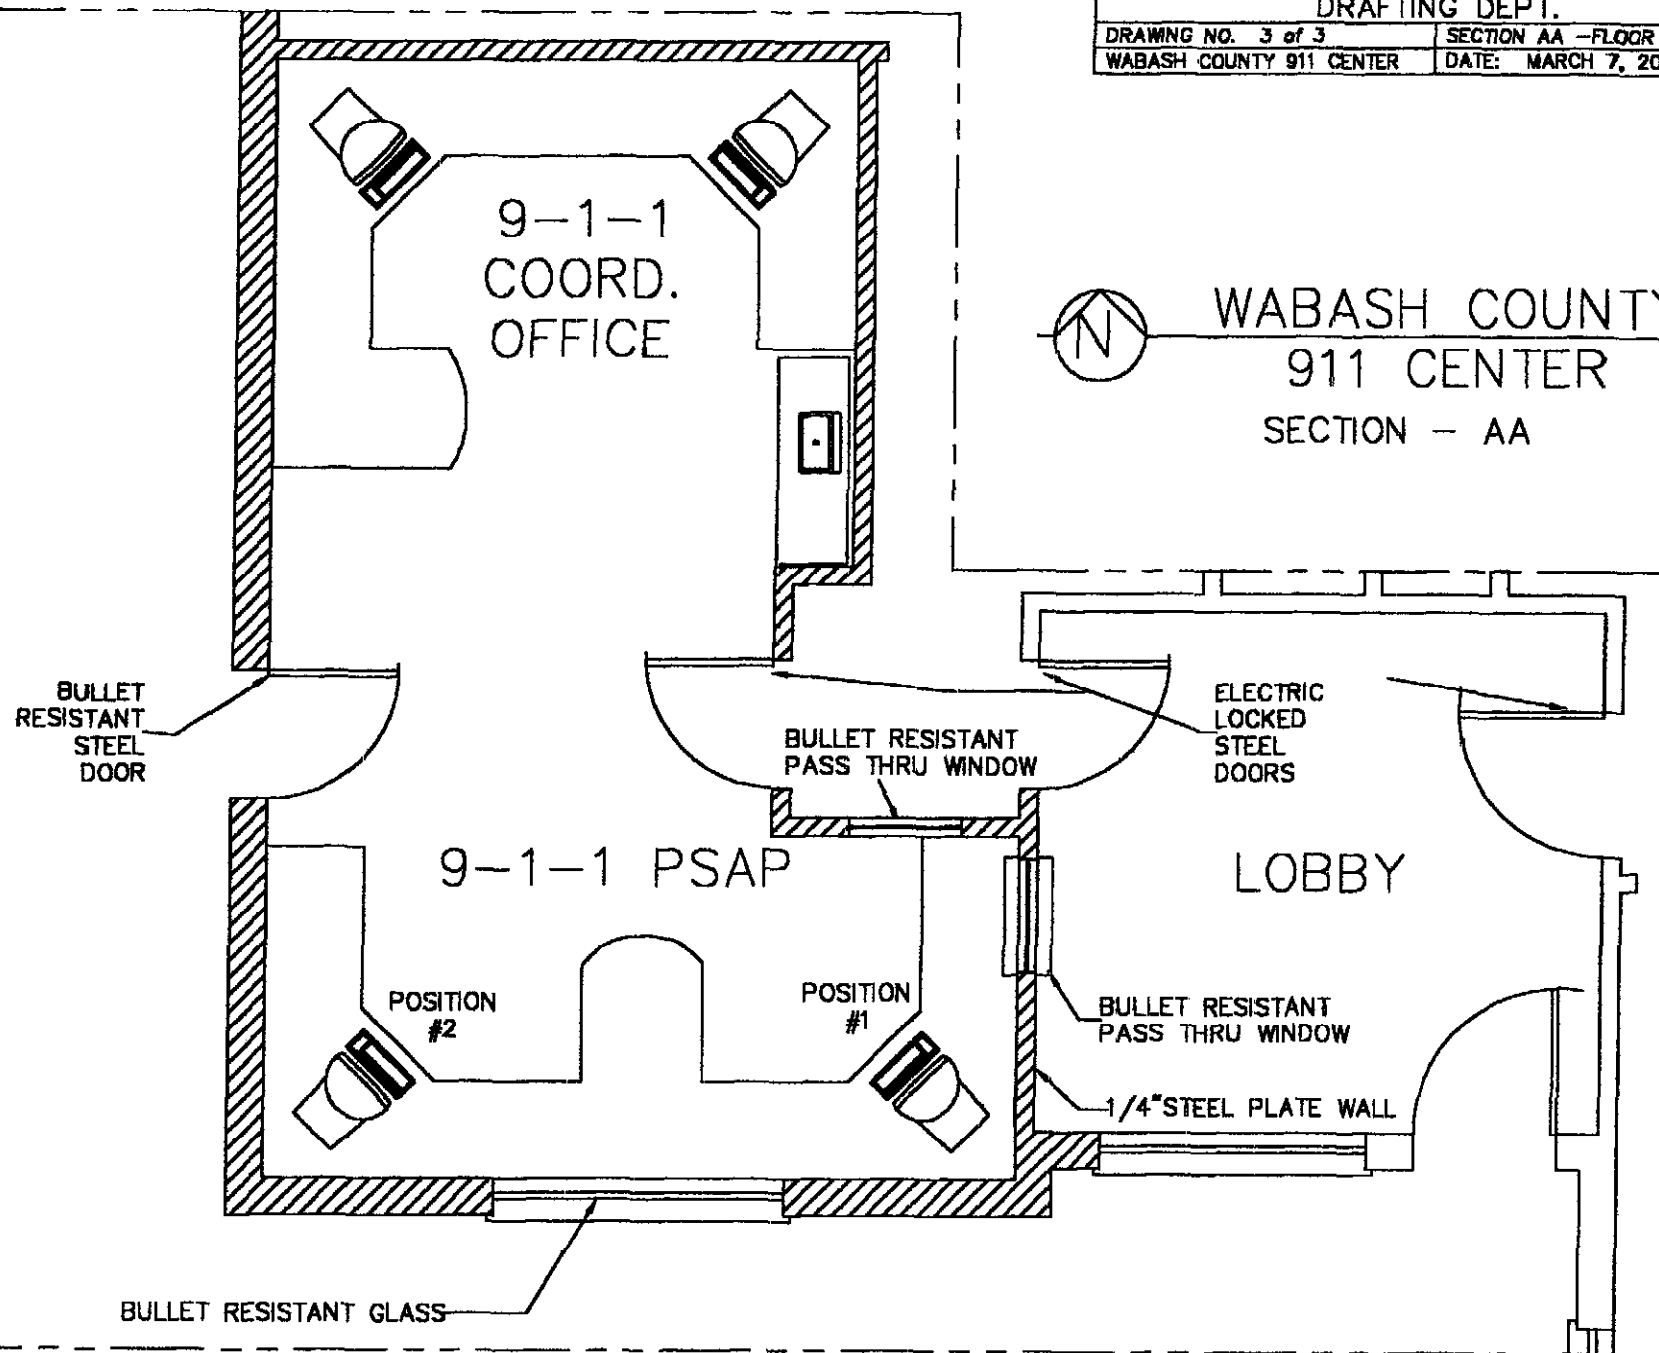 DRAFTING DEPT.
DRAWING NO. 3 of 3
SECTION AA -FLOOR
WABASH COUNTY 911 CENTER
DATE: MARCH 7, 20
9-1-1
COORD.
OFFICE
N
WABASH COUNTY
911 CENTER
SECTION - AA
BULLET
RESISTANT
STEEL
DOOR
BULLET RESISTANT
PASS THRU WINDOW
ELECTRIC
LOCKED
STEEL
DOORS
9-1-1 PSAP
LOBBY
POSITION
#2
POSITION
#1
BULLET RESISTANT
PASS THRU WINDOW
1/4"STEEL PLATE WALL
BULLET RESISTANT GLASS